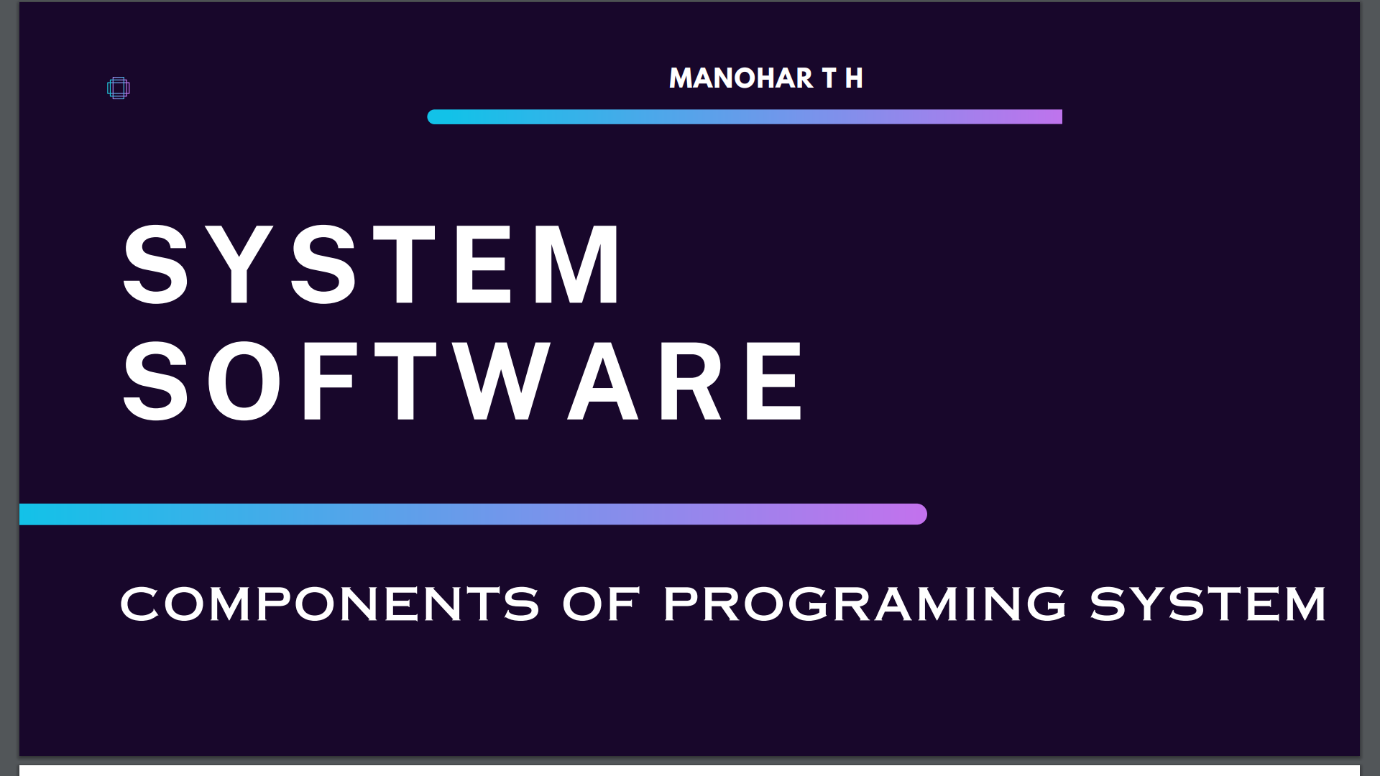 MANOHAR T H
SYSTEM
SOFTWARE
COMPONENTS OF PROGRAMING SYSTEM